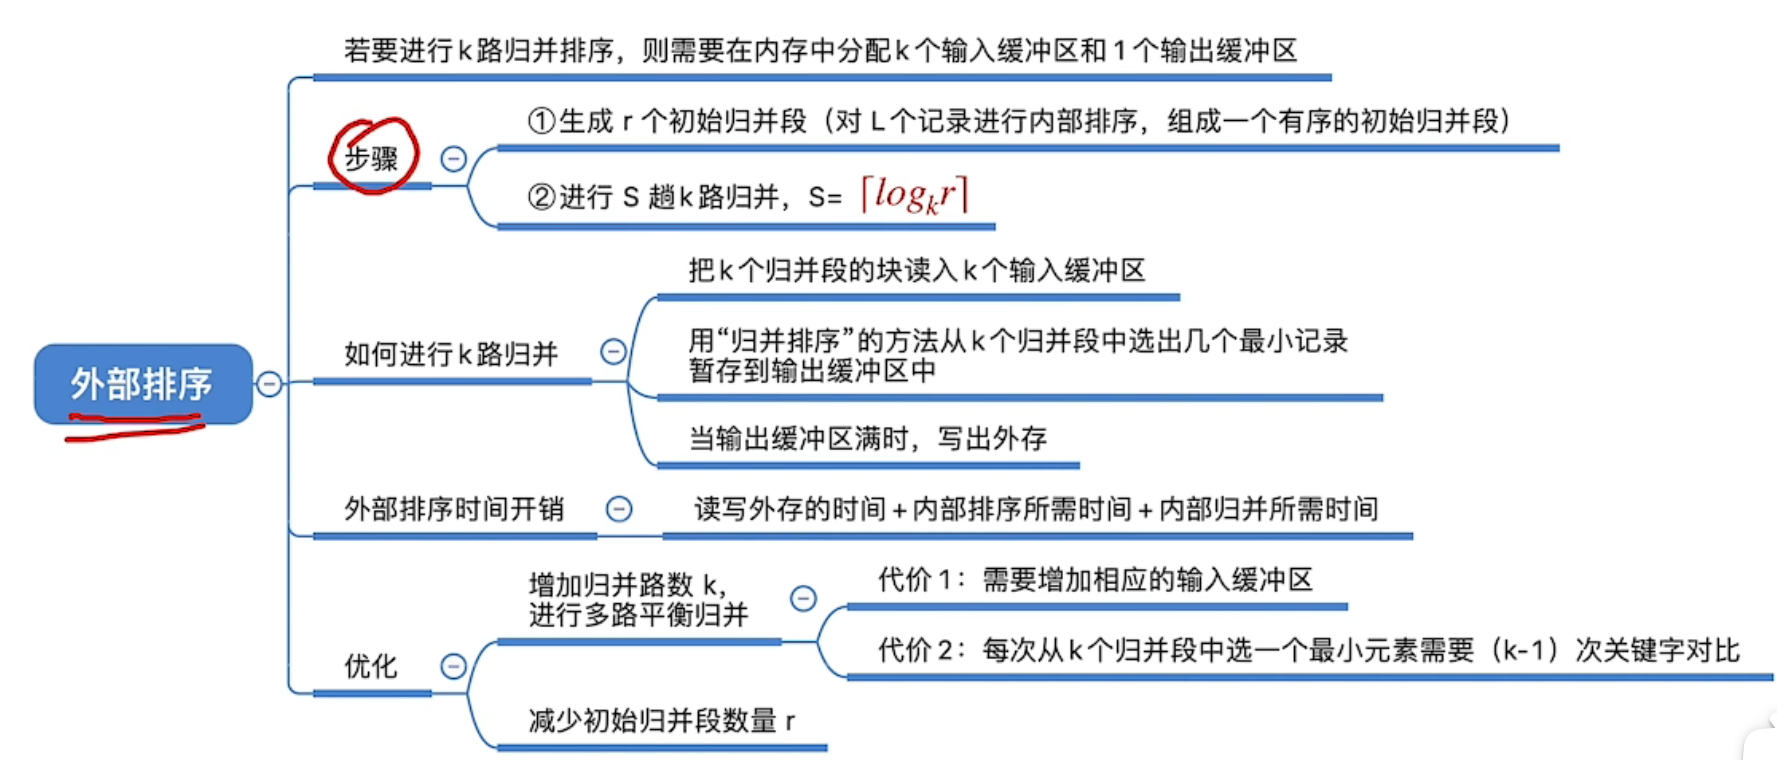 若要进行k路归并排序，则需要在内存中分配k个输入缓冲区和1个输出缓冲区
步骤
①生成 r 个初始归并段（对 L个记录进行内部排序，组成一个有序的初始归并段）
②进行 S 趟k路归并，S= ⌈logₖr⌉
外部排序
如何进行k路归并
把k个归并段的块读入k个输入缓冲区
用“归并排序”的方法从k个归并段中选出几个最小记录
暂存到输出缓冲区中
当输出缓冲区满时，写出外存
外部排序时间开销
读写外存的时间+内部排序所需时间+内部归并所需时间
优化
增加归并路数 k，
进行多路平衡归并
代价1：需要增加相应的输入缓冲区
代价2：每次从k个归并段中选一个最小元素需要（k-1）次关键字对比
减少初始归并段数量 r